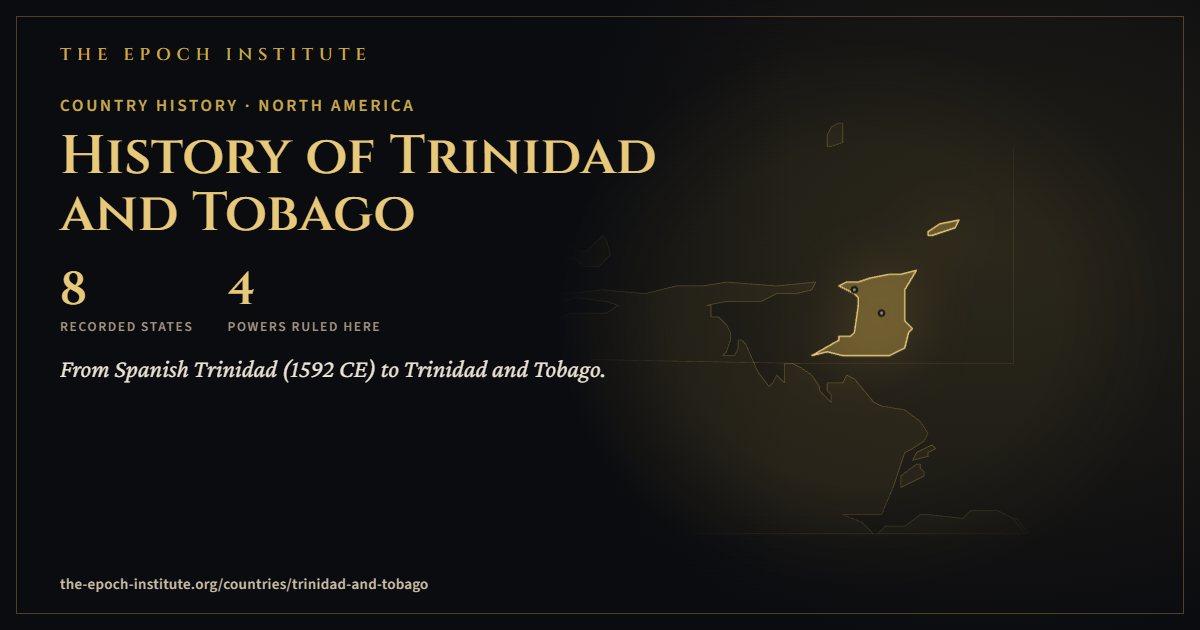 THE EPOCH INSTITUTE
COUNTRY HISTORY · NORTH AMERICA
History of Trinidad
and Tobago
8
4
RECORDED STATES
POWERS RULED HERE
From Spanish Trinidad (1592 CE) to Trinidad and Tobago.
the-epoch-institute.org/countries/trinidad-and-tobago